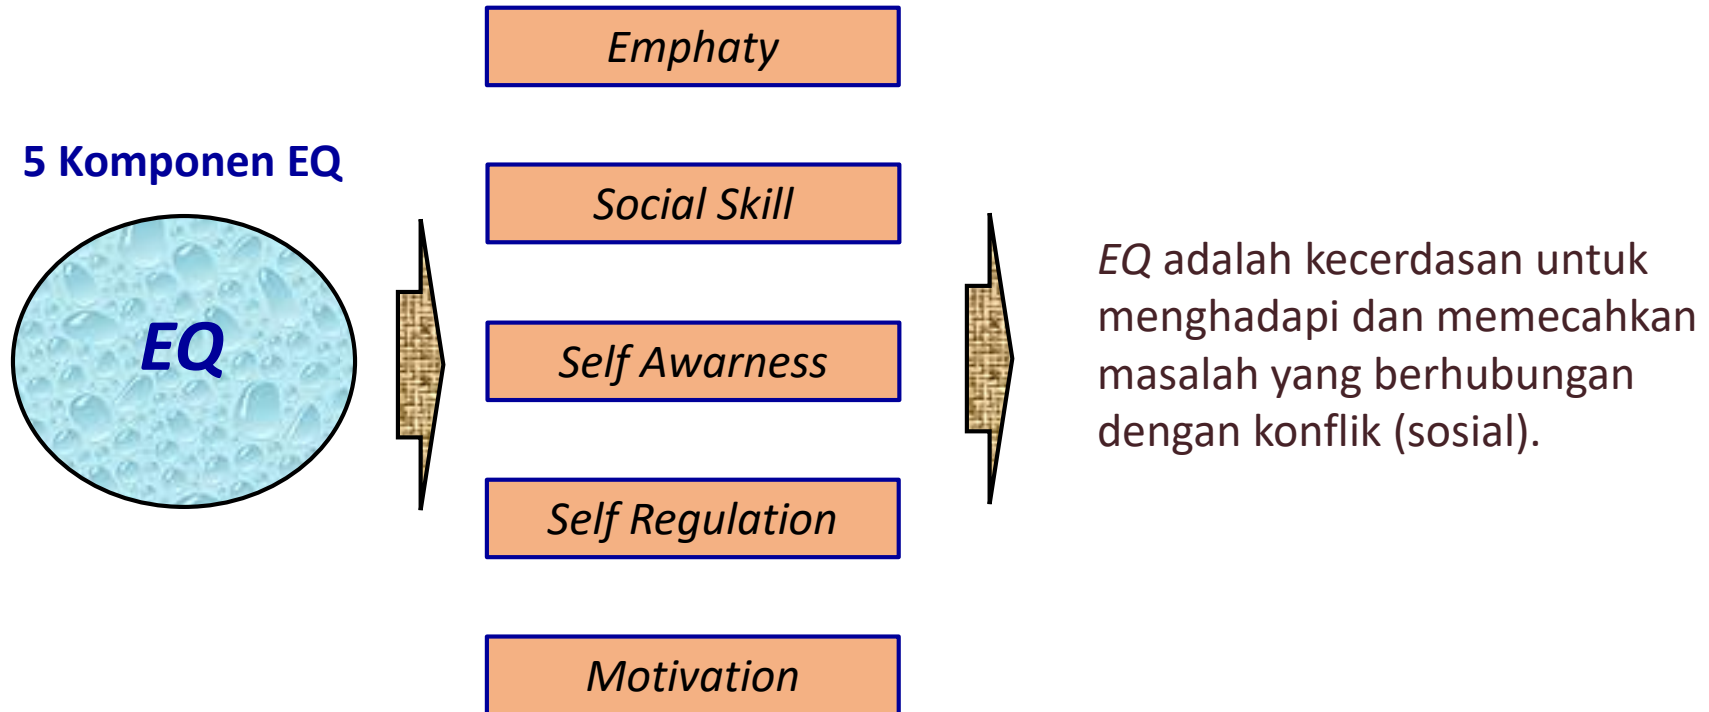 5 Komponen EQ
EQ
Emphaty
Social Skill
Self Awarness
Self Regulation
Motivation
EQ adalah kecerdasan untuk
menghadapi dan memecahkan
masalah yang berhubungan
dengan konflik (sosial).